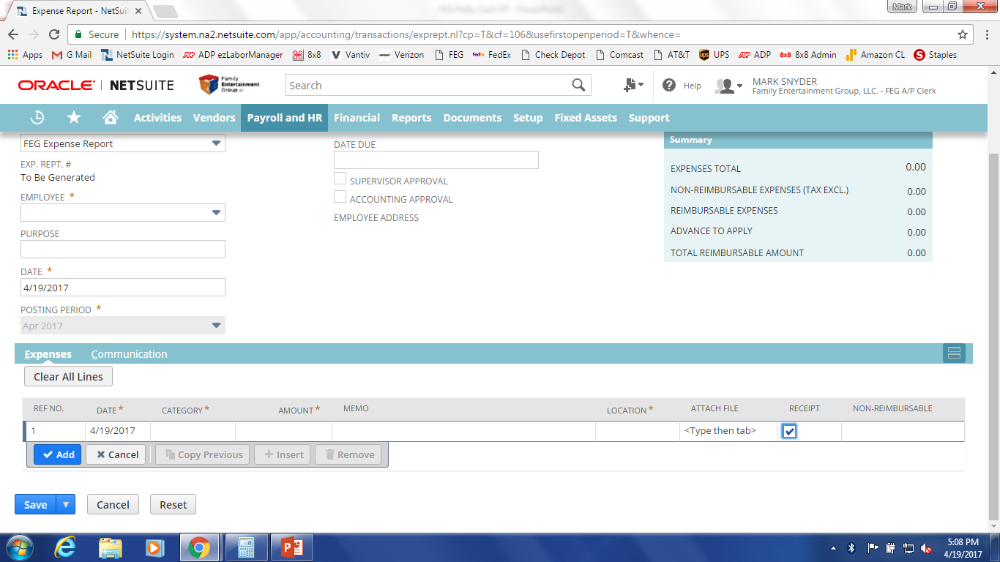 Expense Report - NetSuit
Mark
Secure
https://system.na2.netsuite.com/app/accounting/transactions/exprept.nl?cp=T&cf=106&usefirstopenperiod=T&whence=
Apps G Mail NetSuite Login ADP ezLaborManager 8x8 Vantiv Verizon FEG FedEx Check Depot Comcast AT&T UPS ADP 8x8 Admin Amazon CL Staples
ORACLE | NETSUITE
Family
Entertainment
Group LLC
Search
Help
MARK SNYDER
Family Entertainment Group, LLC. - FEG A/P Clerk
Activities Vendors Payroll and HR Financial Reports Documents Setup Fixed Assets Support
FEG Expense Report
EXP. REPT. #
To Be Generated
EMPLOYEE *
PURPOSE
DATE *
4/19/2017
POSTING PERIOD *
Apr 2017
DATE DUE
SUPERVISOR APPROVAL
ACCOUNTING APPROVAL
EMPLOYEE ADDRESS
Summary
EXPENSES TOTAL 0.00
NON-REIMBURSABLE EXPENSES (TAX EXCL.) 0.00
REIMBURSABLE EXPENSES 0.00
ADVANCE TO APPLY 0.00
TOTAL REIMBURSABLE AMOUNT 0.00
Expenses Communication
Clear All Lines
REF NO. DATE * CATEGORY * AMOUNT * MEMO LOCATION * ATTACH FILE RECEIPT NON-REIMBURSABLE
1 4/19/2017 <Type then tab>
Add Cancel Copy Previous Insert Remove
Save Cancel Reset
5:08 PM
4/19/2017